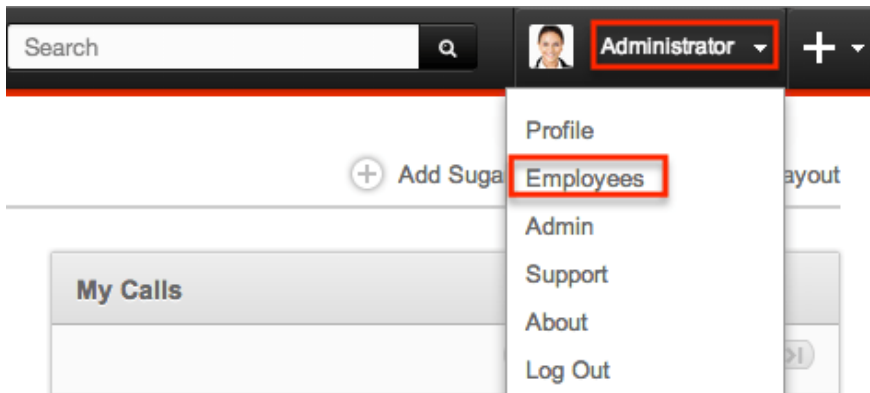 Search
Administrator
Profile
Add Suga
Employees
ayout
Admin
My Calls
Support
About
Log Out